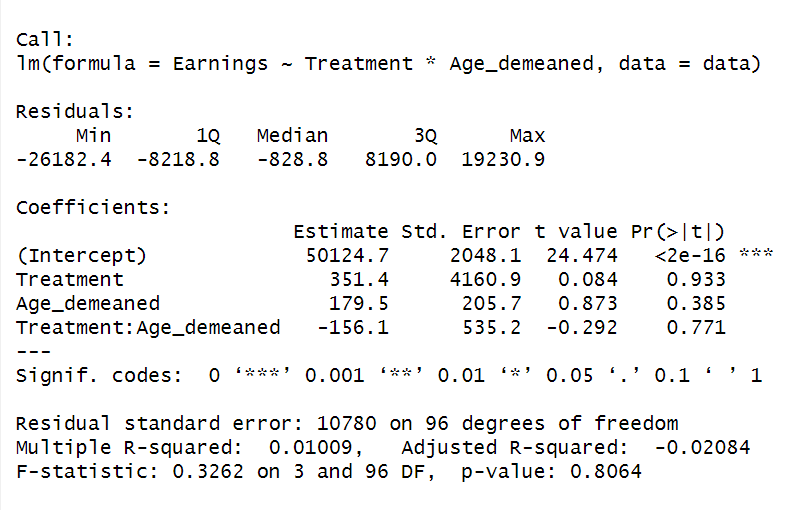 Call:
lm(formula = Earnings ~ Treatment * Age_demeaned, data = data)
Residuals:
Min 1Q Median 3Q Max
-26182.4 -8218.8 -828.8 8190.0 19230.9
Coefficients:
Estimate Std. Error t value Pr(>|t|)
(Intercept) 50124.7 2048.1 24.474 <2e-16 ***
Treatment 351.4 4160.9 0.084 0.933
Age_demeaned 179.5 205.7 0.873 0.385
Treatment:Age_demeaned -156.1 535.2 -0.292 0.771
---
Signif. codes: 0 ‘***’ 0.001 ‘**’ 0.01 ‘*’ 0.05 ‘.’ 0.1 ‘ ’ 1
Residual standard error: 10780 on 96 degrees of freedom
Multiple R-squared: 0.01009, Adjusted R-squared: -0.02084
F-statistic: 0.3262 on 3 and 96 DF, p-value: 0.8064